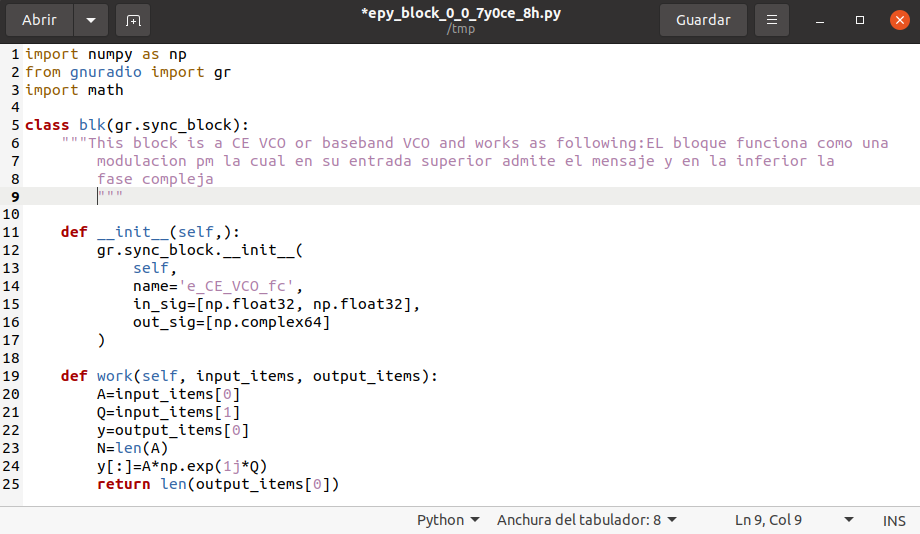 Abrir
*epy_block_0_0_7y0ce_8h.py
/tmp
Guardar
1 import numpy as np
2 from gnuradio import gr
3 import math
4
5 class blk(gr.sync_block):
6     """This block is a CE VCO or baseband VCO and works as following:EL bloque funciona como una
7         modulacion pm la cual en su entrada superior admite el mensaje y en la inferior la
8         fase compleja
9         """
10
11     def __init__(self,):
12         gr.sync_block.__init__(
13             self,
14             name='e_CE_VCO_fc',
15             in_sig=[np.float32, np.float32],
16             out_sig=[np.complex64]
17         )
18
19     def work(self, input_items, output_items):
20         A=input_items[0]
21         Q=input_items[1]
22         y=output_items[0]
23         N=len(A)
24         y[:]=A*np.exp(1j*Q)
25         return len(output_items[0])
Python Anchura del tabulador: 8 Ln 9, Col 9 INS